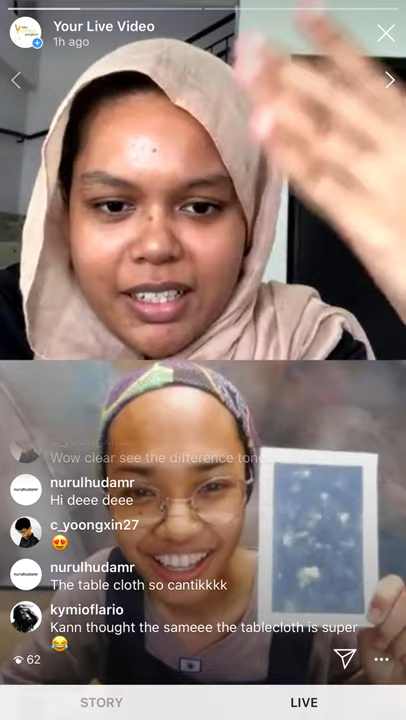 Your Live Video
1h ago
Wow clear see the difference tones
nurulhudamr
Hi deee deee
c_yoongxin27
😍
nurulhudamr
The table cloth so cantikkkk
kymioflario
Kann thought the sameee the tablecloth is super
😂
62
STORY
LIVE